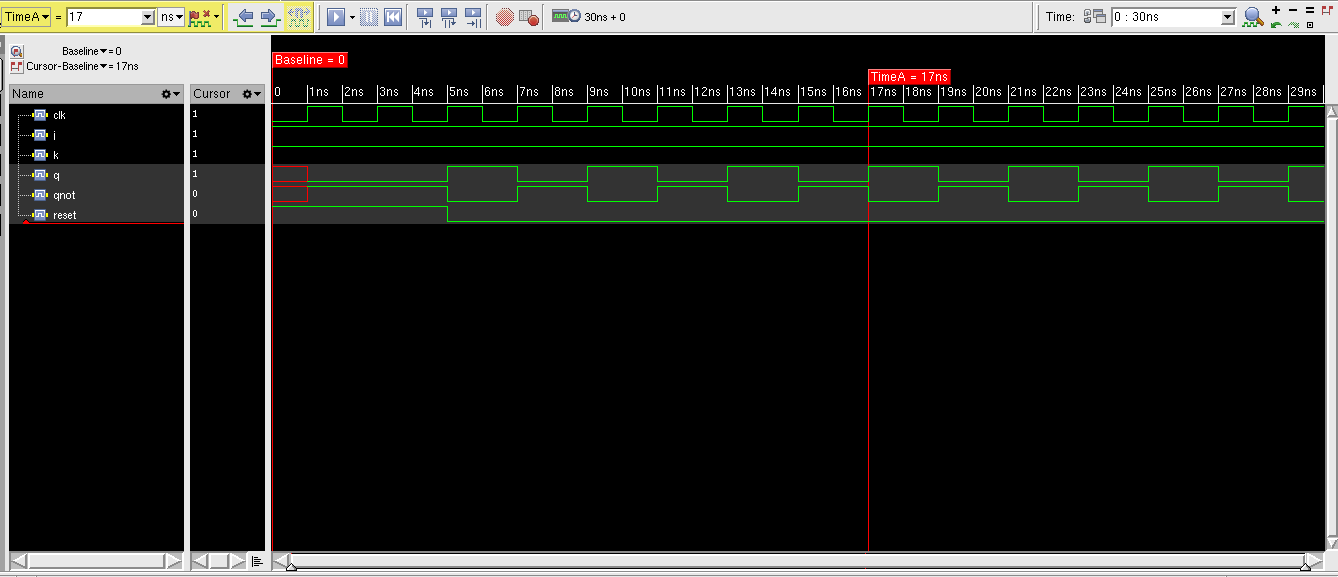 TimeA = 17 ns 30ns + 0 Time: 0 : 30ns
Baseline = 0
Cursor-Baseline = 17ns
Baseline = 0
TimeA = 17ns
Name Cursor 0 1ns 2ns 3ns 4ns 5ns 6ns 7ns 8ns 9ns 10ns 11ns 12ns 13ns 14ns 15ns 16ns 17ns 18ns 19ns 20ns 21ns 22ns 23ns 24ns 25ns 26ns 27ns 28ns 29ns
clk 1
j 1
k 1
q 1
qnot 0
reset 0